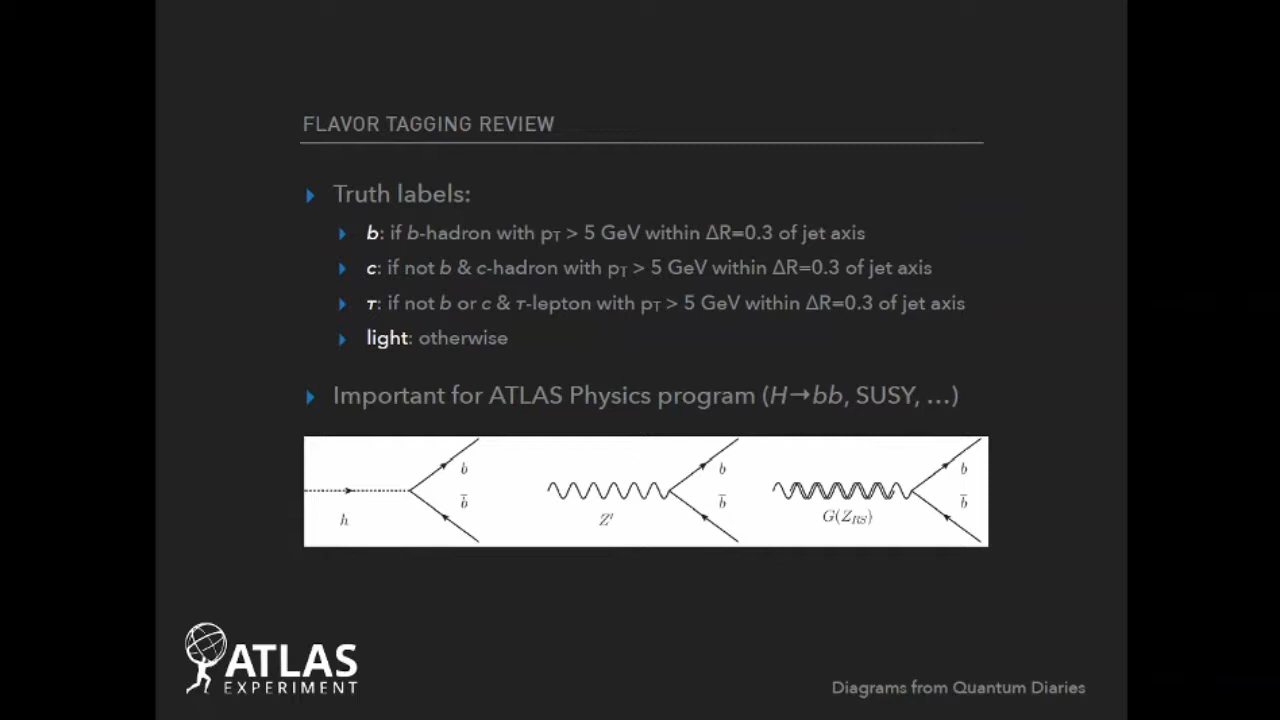 FLAVOR TAGGING REVIEW
Truth labels:
b: if b-hadron with pT > 5 GeV within ΔR=0.3 of jet axis
c: if not b & c-hadron with pT > 5 GeV within ΔR=0.3 of jet axis
τ: if not b or c & τ-lepton with pT > 5 GeV within ΔR=0.3 of jet axis
light: otherwise
Important for ATLAS Physics program (H→bb, SUSY, …)
h b b̄
Z' b b̄
G(Z_RS) b b̄
ATLAS
EXPERIMENT
Diagrams from Quantum Diaries